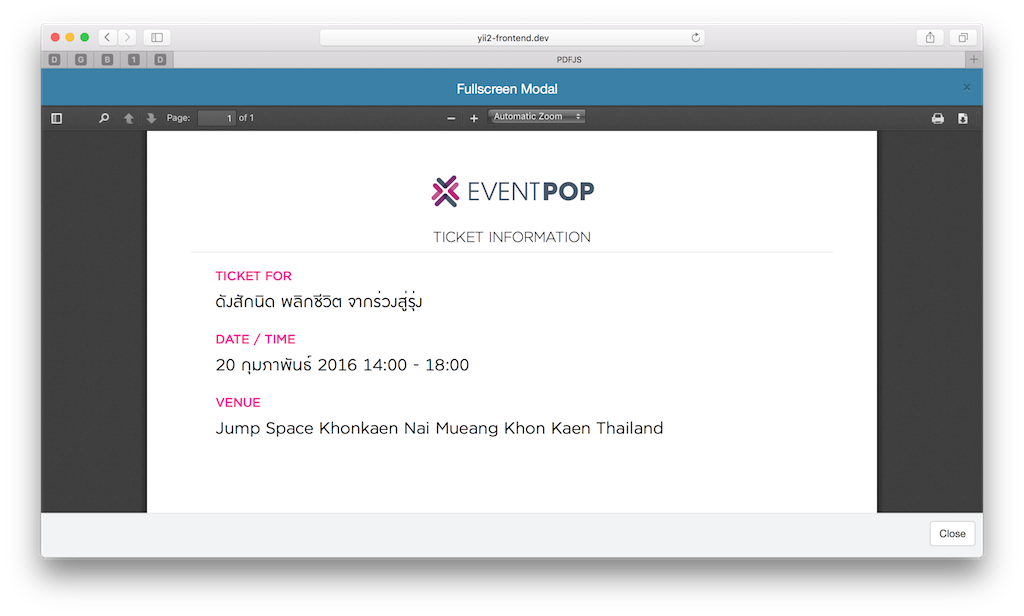 yii2-frontend.dev
D G B 1 D PDFJS
Fullscreen Modal
Page: 1 of 1 Automatic Zoom
EVENTPOP
TICKET INFORMATION
TICKET FOR
ดังสักนิด พลิกชีวิต จากร่วงสู่รุ่ง
DATE / TIME
20 กุมภาพันธ์ 2016 14:00 - 18:00
VENUE
Jump Space Khonkaen Nai Mueang Khon Kaen Thailand
Close